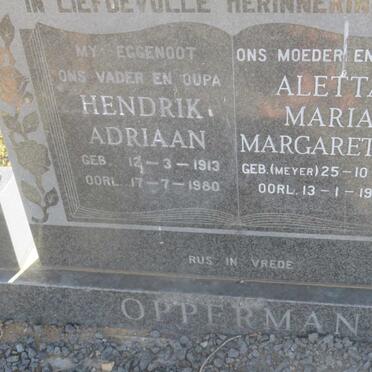 IN LIEFDEVOLLE HERINNERIN
MY EGGENOOT
ONS VADER EN OUPA
HENDRIK
ADRIAAN
GEB. 12-3-1913
OORL. 17-7-1980
ONS MOEDER EN
ALETTA
MARIA
MARGARET
GEB. (MEYER) 25-10
OORL. 13-1-19
RUS IN VREDE
OPPERMAN